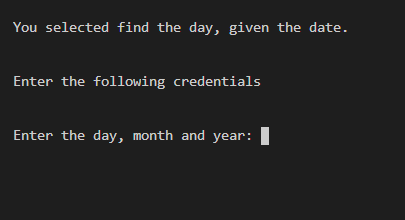 You selected find the day, given the date.
Enter the following credentials
Enter the day, month and year: